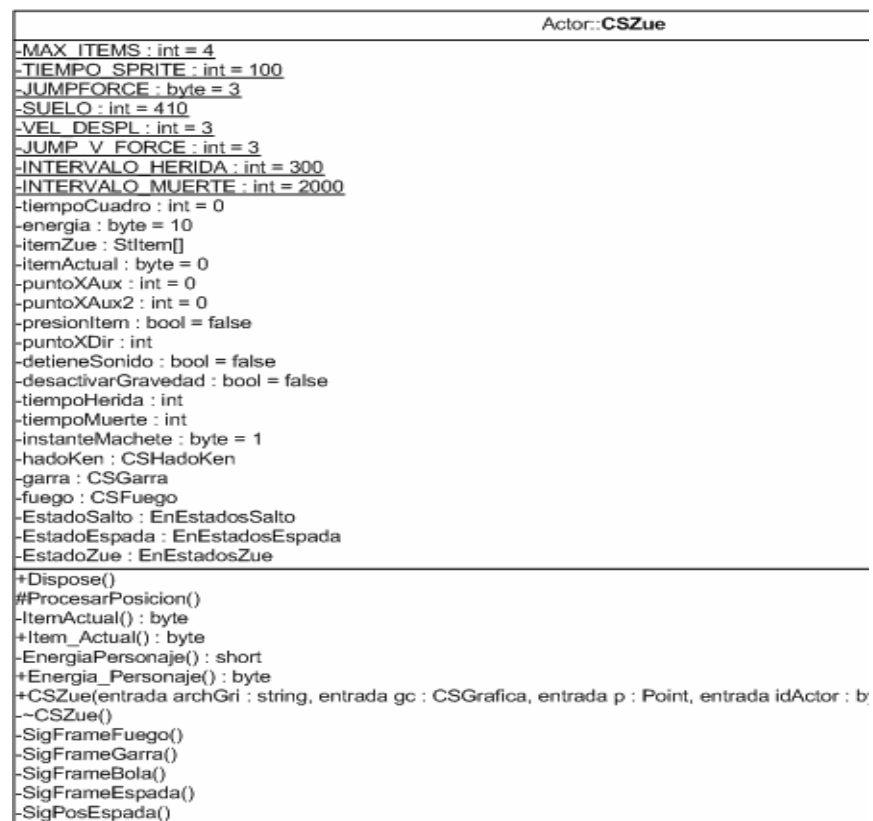 Actor::CSZue
-MAX_ITEMS : int = 4
-TIEMPO_SPRITE : int = 100
-JUMPFORCE : byte = 3
-SUELO : int = 410
-VEL_DESPL : int = 3
-JUMP_V_FORCE : int = 3
-INTERVALO_HERIDA : int = 300
-INTERVALO_MUERTE : int = 2000
-tiempoCuadro : int = 0
-energia : byte = 10
-itemZue : StItem[]
-itemActual : byte = 0
-puntoXAux : int = 0
-puntoXAux2 : int = 0
-presionItem : bool = false
-puntoXDir : int
-detieneSonido : bool = false
-desactivarGravedad : bool = false
-tiempoHerida : int
-tiempoMuerte : int
-instanteMachete : byte = 1
-hadoKen : CSHadoKen
-garra : CSGarra
-fuego : CSFuego
-EstadoSalto : EnEstadosSalto
-EstadoEspada : EnEstadosEspada
-EstadoZue : EnEstadosZue
+Dispose()
#ProcesarPosicion()
-ItemActual() : byte
+Item_Actual() : byte
-EnergiaPersonaje() : short
+Energia_Personaje() : byte
+CSZue(entrada archGri : string, entrada gc : CSGrafica, entrada p : Point, entrada idActor : by
-~CSZue()
-SigFrameFuego()
-SigFrameGarra()
-SigFrameBola()
-SigFrameEspada()
-SigPosEspada()